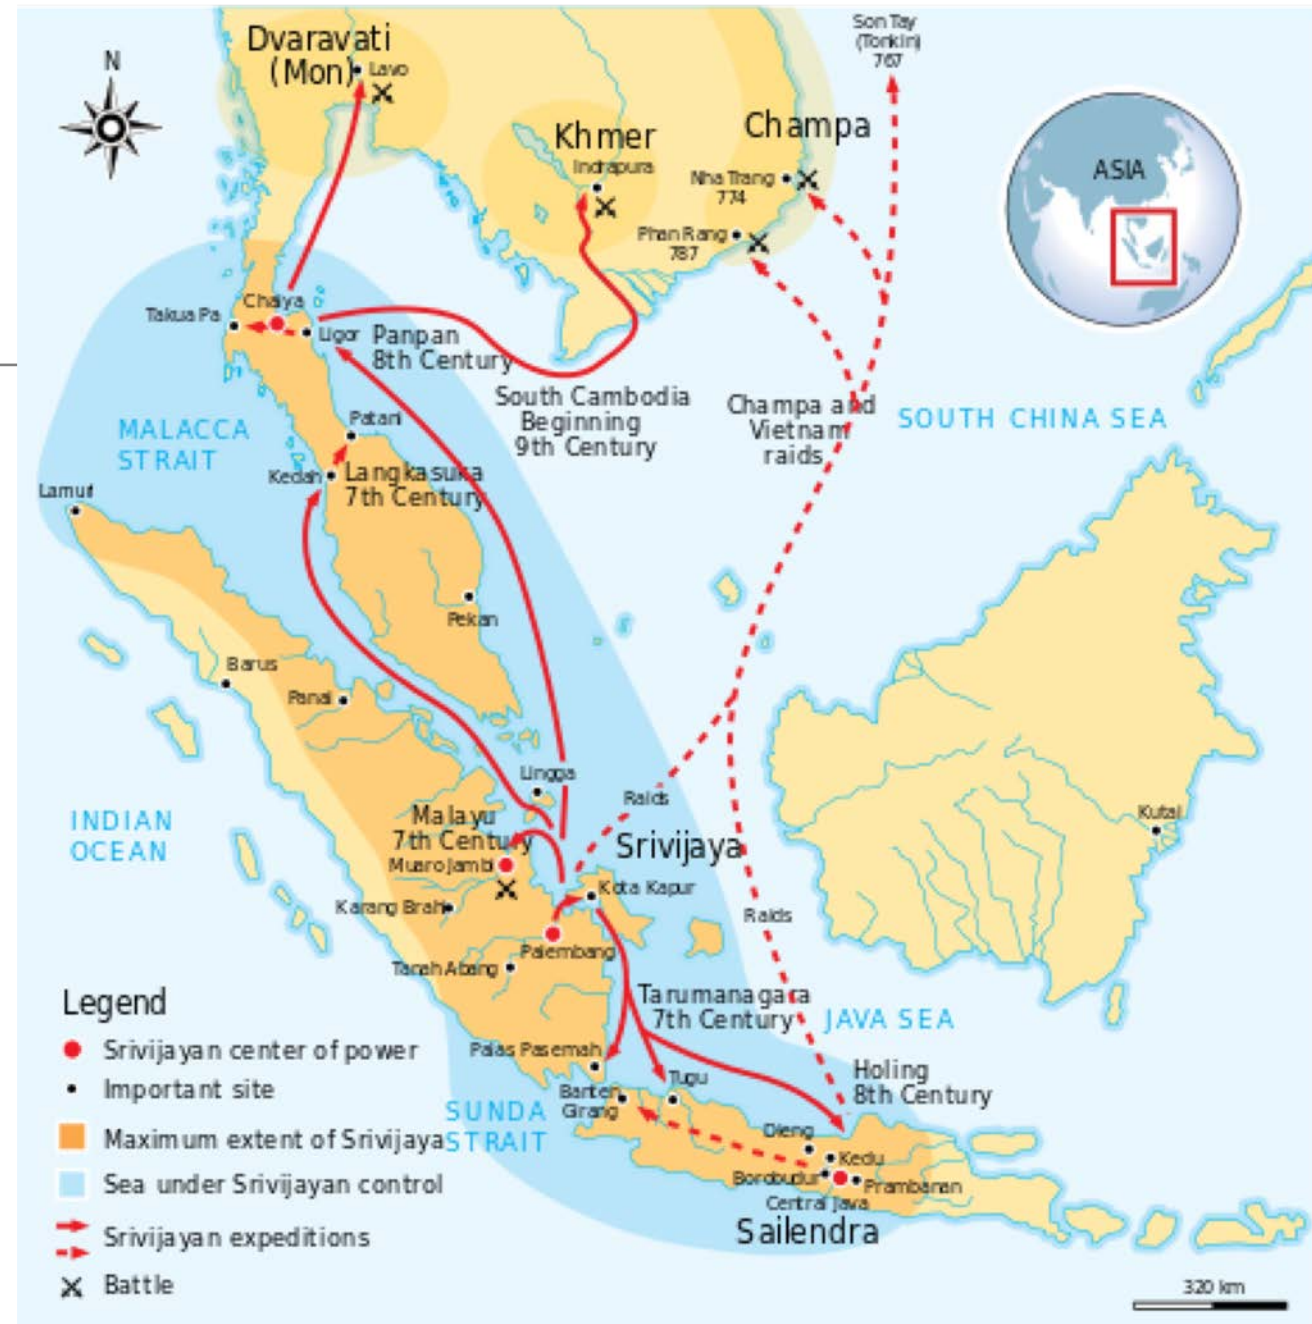 Son Tay
(Tonkin)
767
Dvaravati
(Mon)
Lavo
N
Khmer
Indrapura
Champa
Nha Trang
774
Phan Rang
787
ASIA
Chaiya
Takua Pa
Ligor
Panpan
8th Century
South Cambodia
Beginning
9th Century
Champa and
Vietnam
raids
SOUTH CHINA SEA
MALACCA
STRAIT
Patani
Kedah
Langkasuka
7th Century
Lamuri
Pekan
Barus
Panai
Lingga
Raids
INDIAN
OCEAN
Malayu
7th Century
Muaro Jambi
Srivijaya
Kutai
Kota Kapur
Karang Brahi
Raids
Palembang
Tanah Abang
Tarumanagara
7th Century
JAVA SEA
Palas Pasemah
Holing
8th Century
Tugu
Banten
Girang
SUNDA
STRAIT
Dieng
Kedu
Borobudur
Prambanan
Central Java
Sailendra
Legend
Srivijayan center of power
Important site
Maximum extent of Srivijaya
Sea under Srivijayan control
Srivijayan expeditions
Battle
320 km